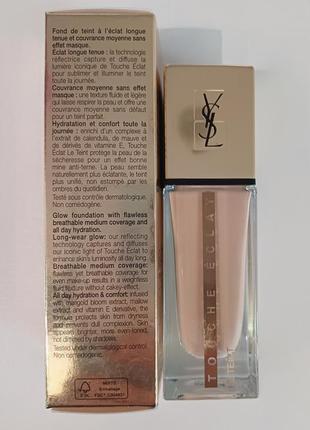 Fond de teint à l'éclat longue
tenue et couvrance moyenne sans
effet masque.
Éclat longue tenue : la technologie
réflectrice capture et diffuse la
lumière iconique de Touche Éclat
pour sublimer et illuminer le teint
toute la journée.
Couvrance moyenne sans effet
masque : une texture fluide et légère
qui laisse respirer la peau et offre une
couvrance sans défaut pour un teint
parfait.
Hydratation et confort toute la
journée : enrichi d'un complexe à
l'extrait de calendula, de mauve et
de dérivés de vitamine E, Touche
Éclat Le Teint protège la peau de
la sécheresse pour un effet bonne
mine anti-fatigue. La peau semble
naturellement plus éclatante, et le
teint plus unifié, non estompé par les
ombres du quotidien.
Testé sous contrôle dermatologique.
Non comédogène.
Glow foundation with flawless
breathable medium coverage and
all day hydration.
Long-wear glow: our reflecting
technology captures and diffuses
our iconic light of Touche Éclat to
enhance skin's luminosity all day long.
Breathable medium coverage:
flawless yet breathable coverage for
even makeup results in a weightless
fluid texture without cakey-effect.
All day hydration & comfort: infused
with marigold bloom extract, mallow
extract, and vitamin E derivative, the
formula protects skin from dryness
and prevents dull complexion. Skin
appears brighter, more even-toned,
not dimmed by shadows.
Tested under dermatological control.
Non comedogenic.
MIXTE
Emballage
YSL
TOUCHE ÉCLAT
LE TEINT